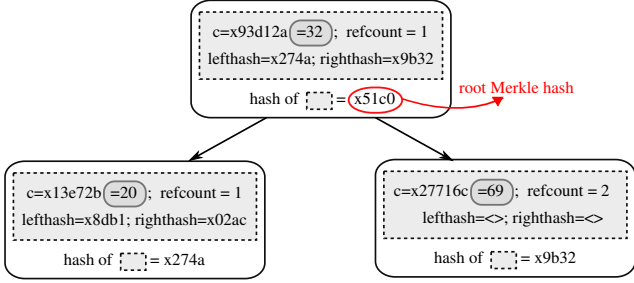 c=x93d12a =32 ; refcount = 1
lefthash=x274a; righthash=x9b32
hash of = x51c0
root Merkle hash
c=x13e72b =20 ; refcount = 1
lefthash=x8db1; righthash=x02ac
hash of = x274a
c=x27716c =69 ; refcount = 2
lefthash=<>; righthash=<>
hash of = x9b32